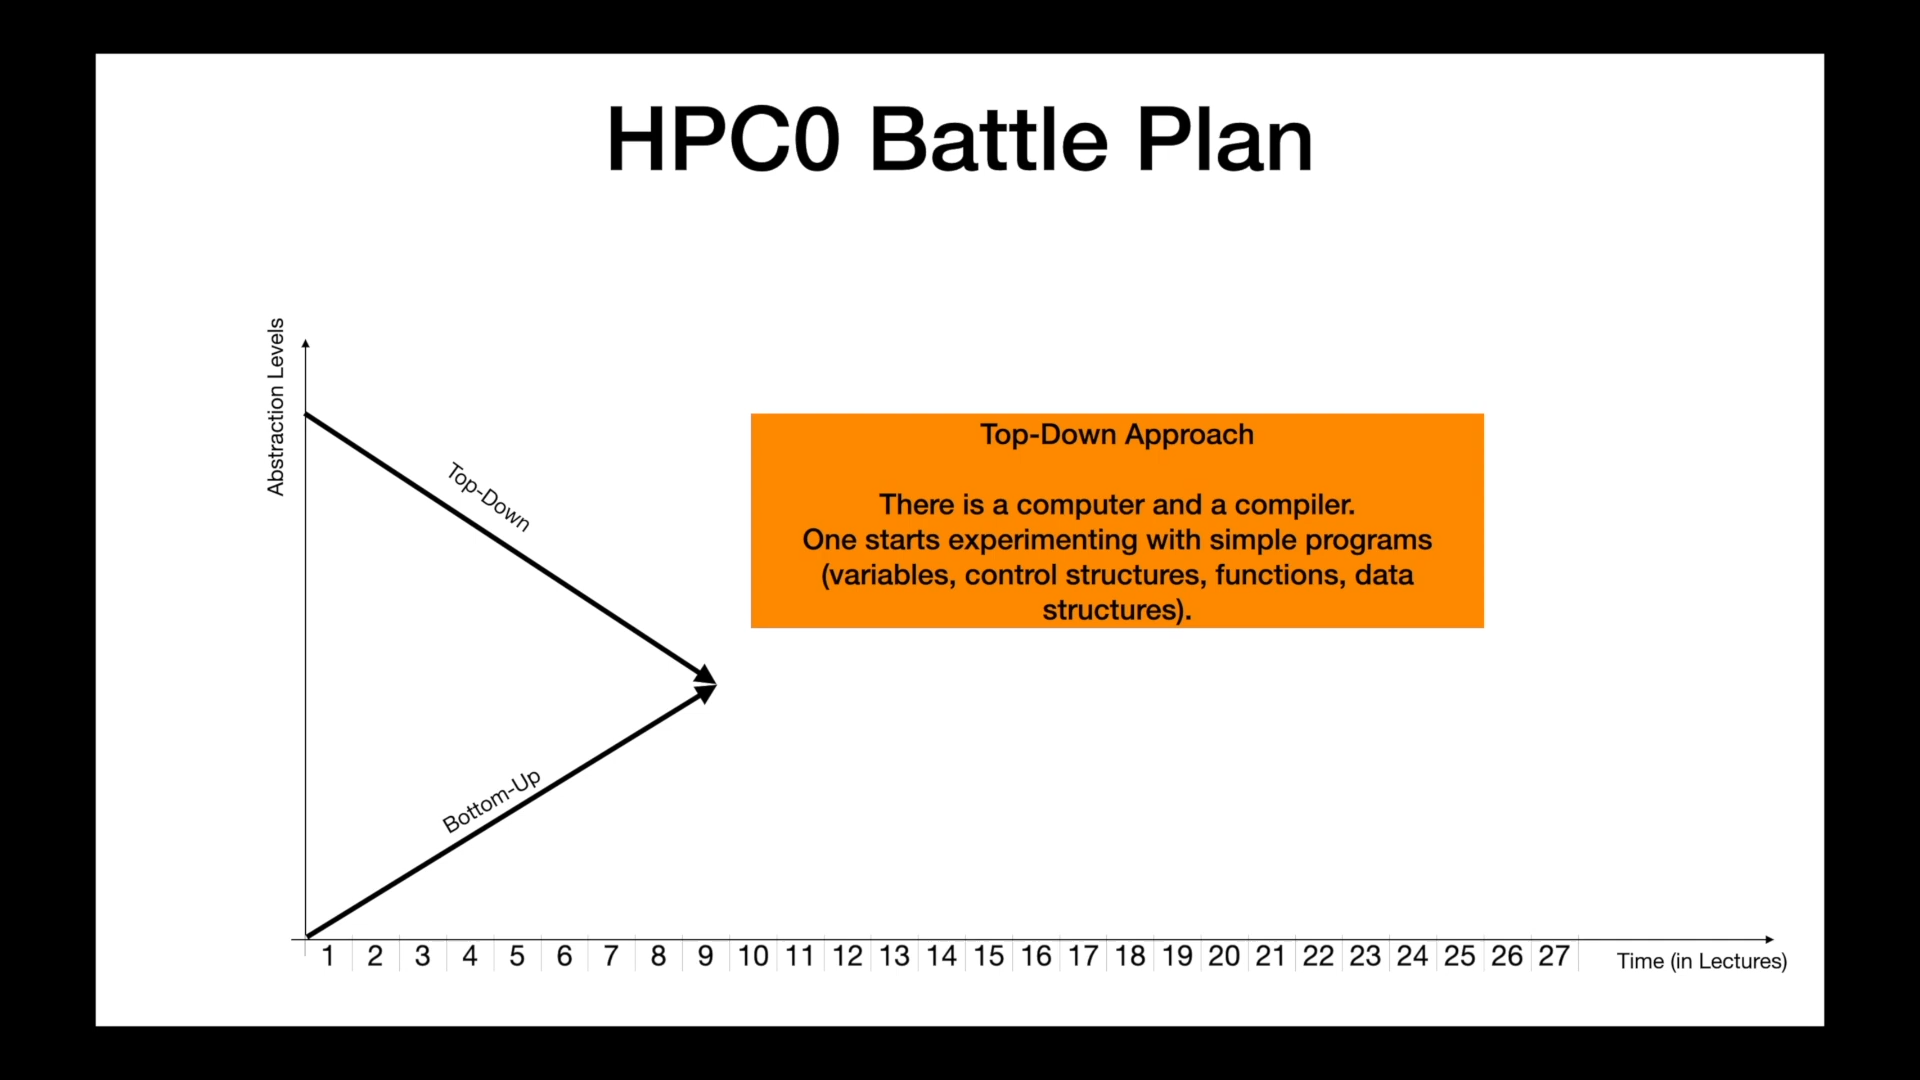 HPC0 Battle Plan
Abstraction Levels
Top-Down
Top-Down Approach
There is a computer and a compiler.
One starts experimenting with simple programs
(variables, control structures, functions, data
structures).
Bottom-Up
1 2 3 4 5 6 7 8 9 10 11 12 13 14 15 16 17 18 19 20 21 22 23 24 25 26 27
Time (in Lectures)